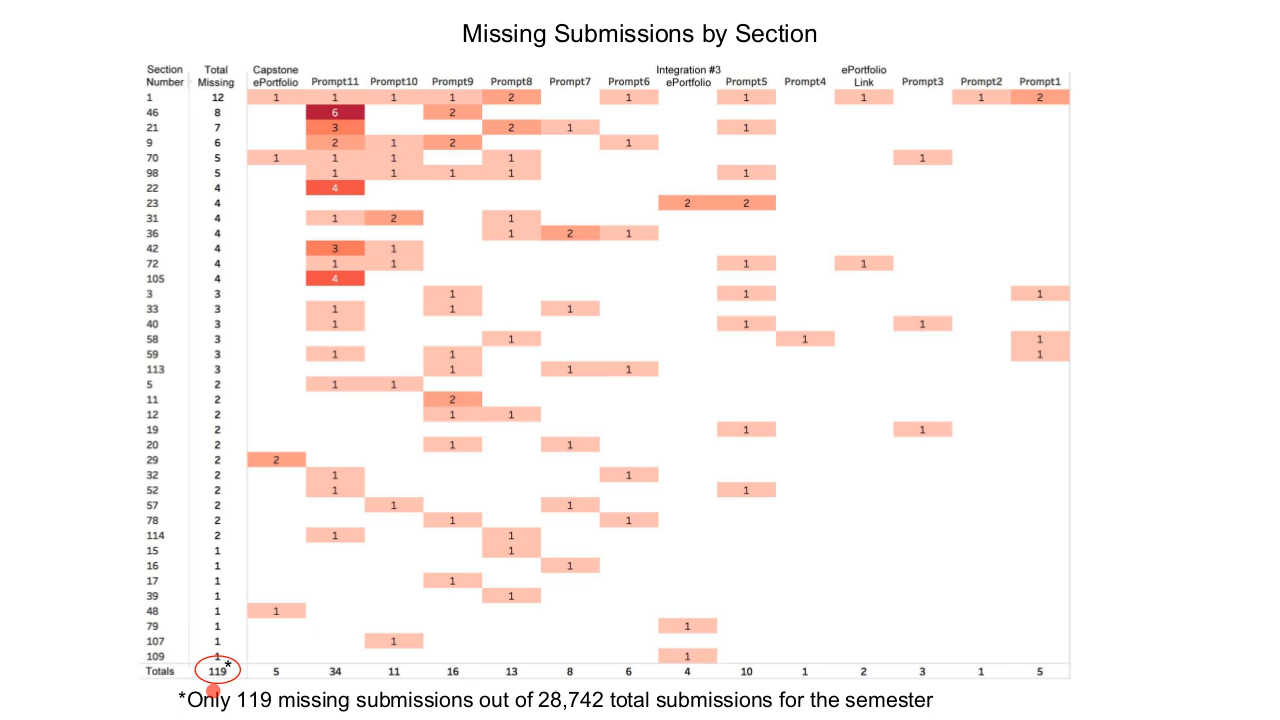 Missing Submissions by Section
Section Total Capstone Integration #3 ePortfolio
Number Missing ePortfolio Prompt11 Prompt10 Prompt9 Prompt8 Prompt7 Prompt6 ePortfolio Prompt5 Prompt4 Link Prompt3 Prompt2 Prompt1
1 12 1 1 1 1 2 1 1 1 1 2
46 8 6 2
21 7 3 2 1 1
9 6 2 1 2 1
70 5 1 1 1 1 1
98 5 1 1 1 1 1
22 4 4
23 4 2 2
31 4 1 2 1
36 4 1 2 1
42 4 3 1
72 4 1 1 1 1
105 4 4
3 3 1 1 1
33 3 1 1 1
40 3 1 1 1
58 3 1 1 1
59 3 1 1 1
113 3 1 1 1
5 2 1 1
11 2 2
12 2 1 1
19 2 1 1
20 2 1 1
29 2 2
32 2 1 1
52 2 1 1
57 2 1 1
78 2 1 1
114 2 1 1
15 1 1
16 1 1
17 1 1
39 1 1
48 1 1
79 1 1
107 1 1
109 1 1
Totals 119* 5 34 11 16 13 8 6 4 10 1 2 3 1 5
*Only 119 missing submissions out of 28,742 total submissions for the semester